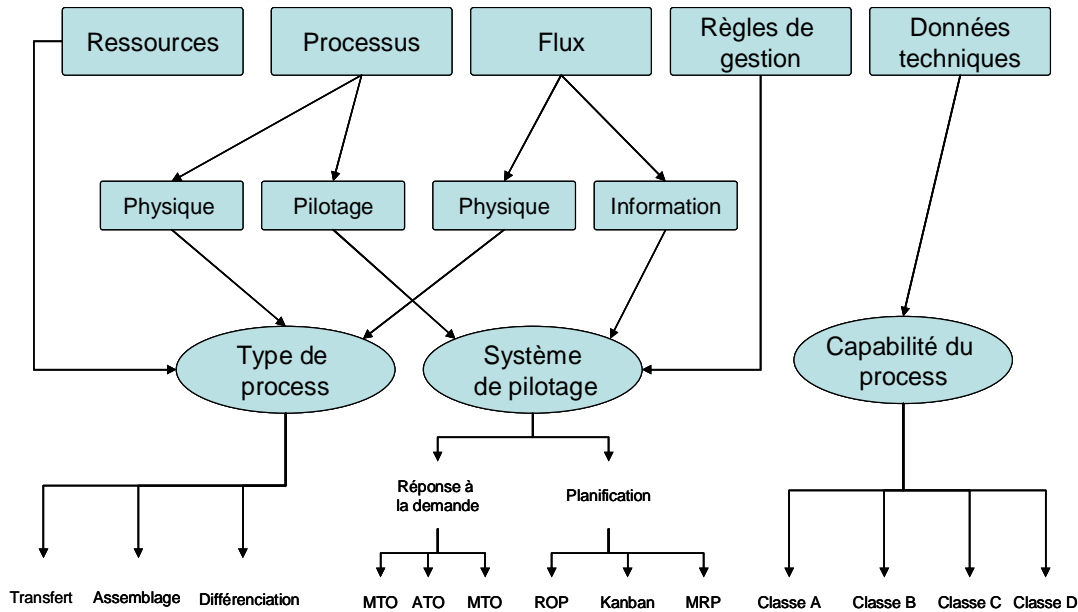 Ressources
Processus
Flux
Règles de
gestion
Données
techniques
Physique
Pilotage
Physique
Information
Type de
process
Système
de pilotage
Capabilité du
process
Réponse à
la demande
Planification
Transfert
Assemblage
Différenciation
MTO
ATO
MTO
ROP
Kanban
MRP
Classe A
Classe B
Classe C
Classe D